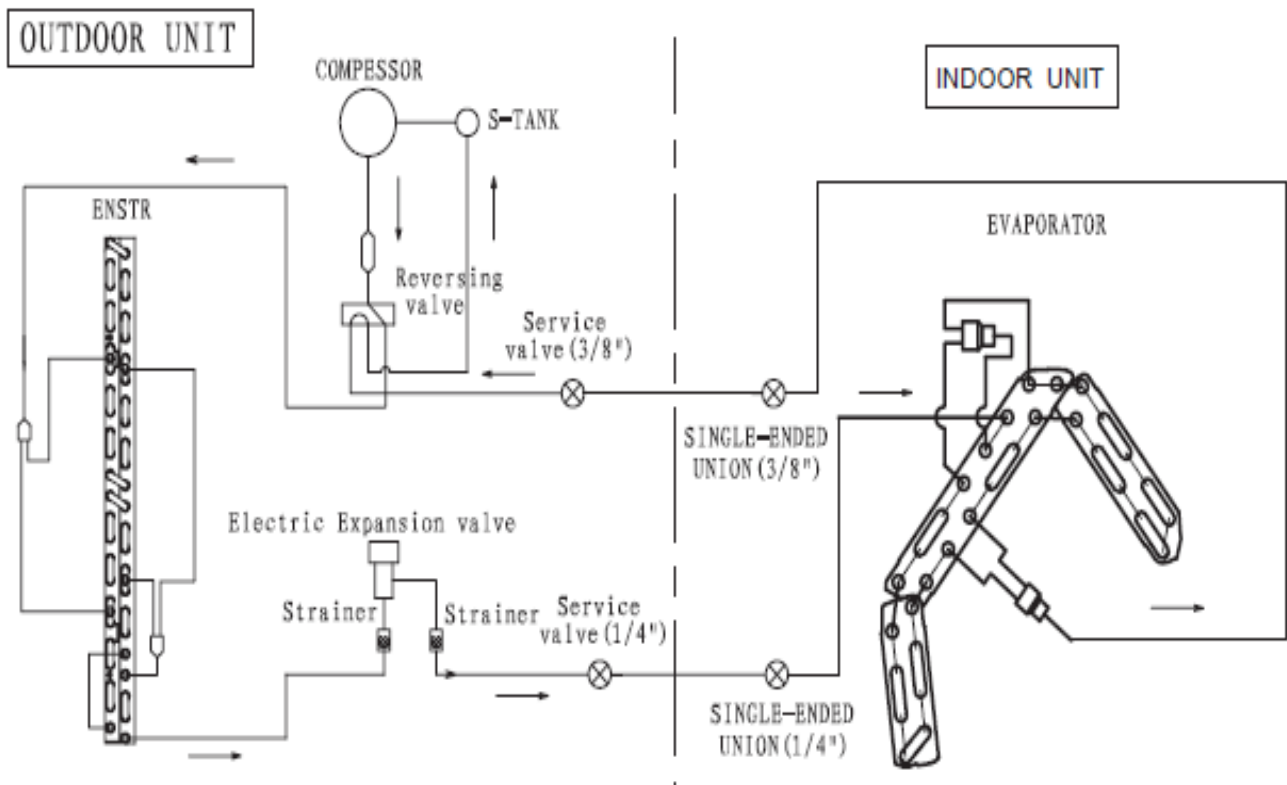 OUTDOOR UNIT
INDOOR UNIT
COMPESSOR
S-TANK
ENSTR
EVAPORATOR
Reversing
valve
Service
valve(3/8")
SINGLE-ENDED
UNION(3/8")
Electric Expansion valve
Strainer
Strainer
Service
valve(1/4")
SINGLE-ENDED
UNION(1/4")